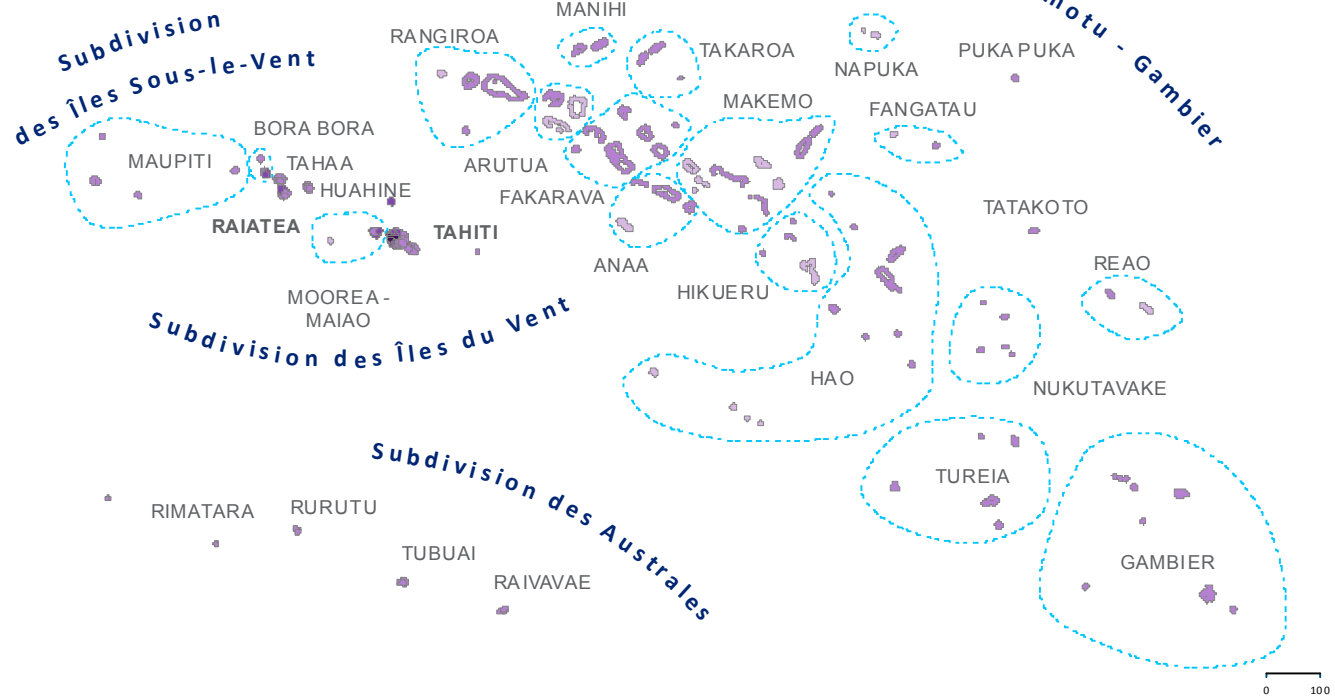 Subdivision
des Îles Sous-le-Vent
MANIHI
RANGIROA
TAKAROA
NAPUKA
PUKA PUKA
- Gambier
MAKEMO
FANGATAU
BORA BORA
MAUPITI
TAHAA
ARUTUA
HUAHINE
FAKARAVA
RAIATEA
TAHITI
TATAKOTO
ANAA
REAO
HIKUERU
MOOREA -
MAIAO
Subdivision des Îles du Vent
HAO
NUKUTAVAKE
Subdivision des Australes
TUREIA
RIMATARA
RURUTU
TUBUAI
RAIVAVAE
GAMBIER
0 100